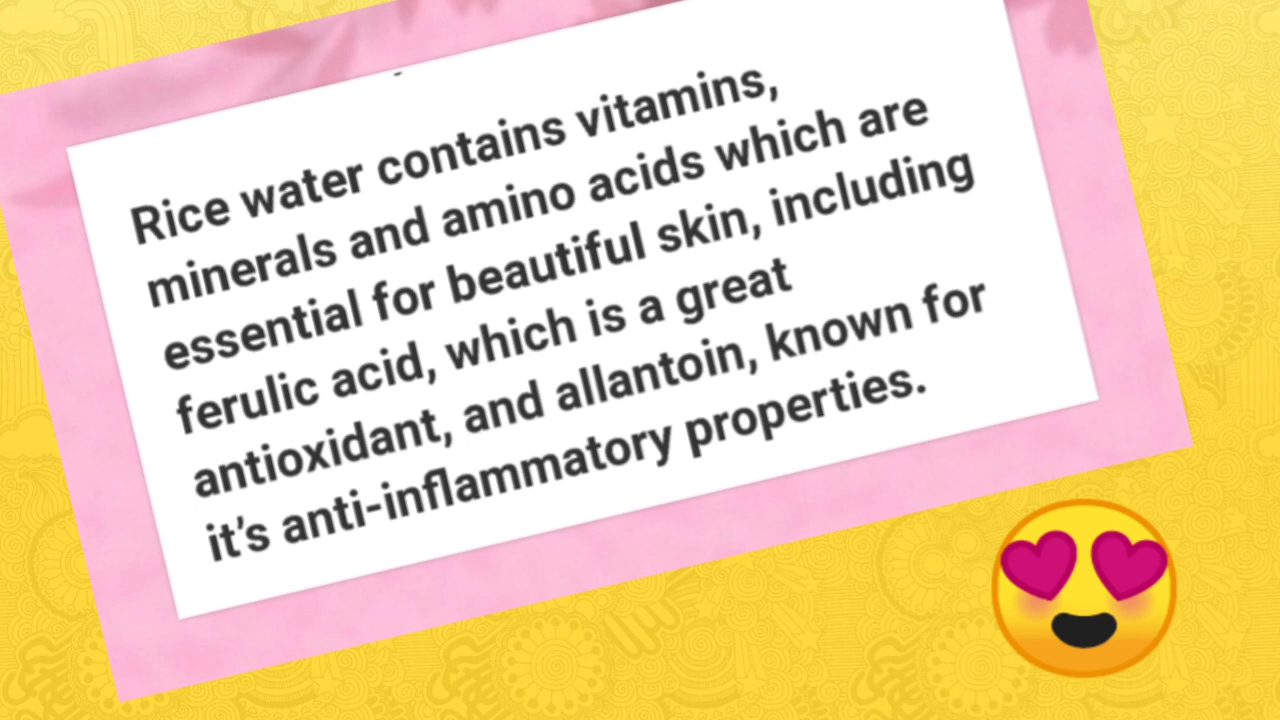 Rice water contains vitamins,
minerals and amino acids which are
essential for beautiful skin, including
ferulic acid, which is a great
antioxidant, and allantoin, known for
it's anti-inflammatory properties.